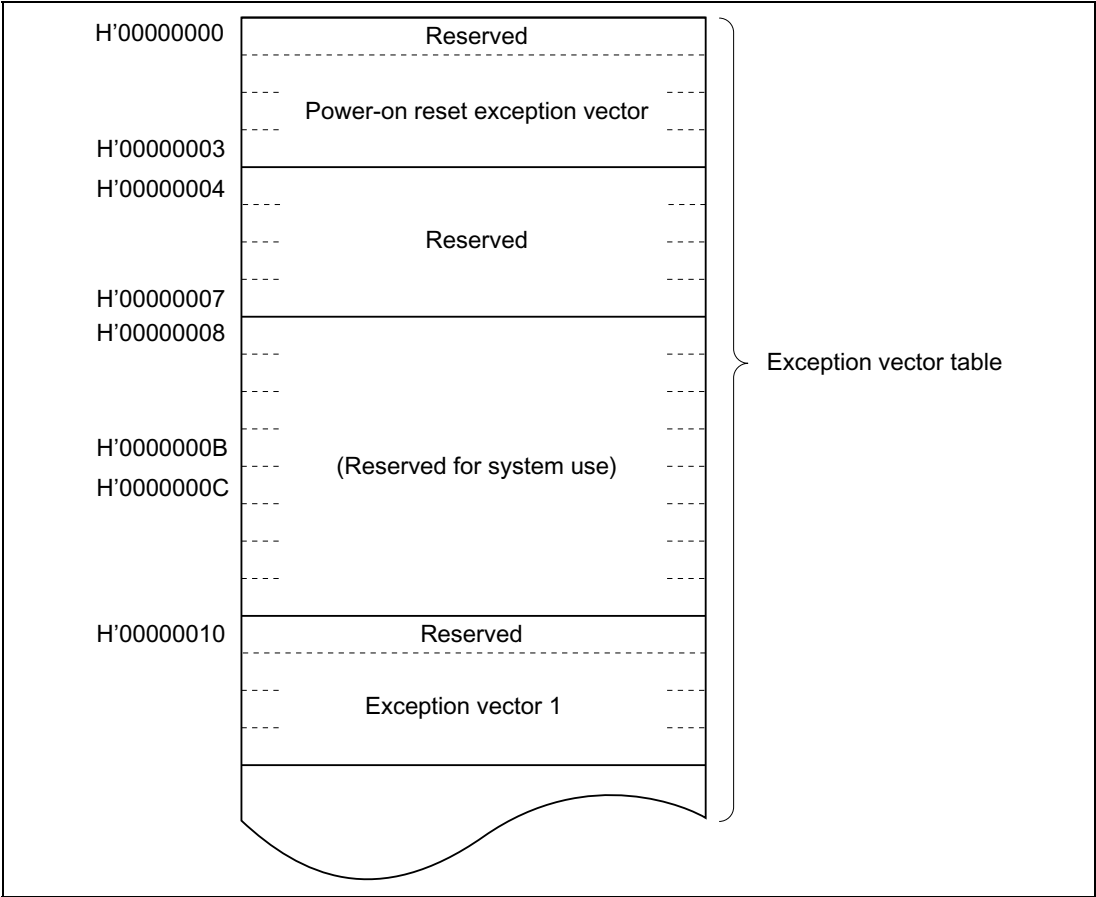 H’00000000
Reserved
Power-on reset exception vector
H’00000003
H’00000004
Reserved
H’00000007
H’00000008
Exception vector table
H’0000000B
(Reserved for system use)
H’0000000C
H’00000010
Reserved
Exception vector 1